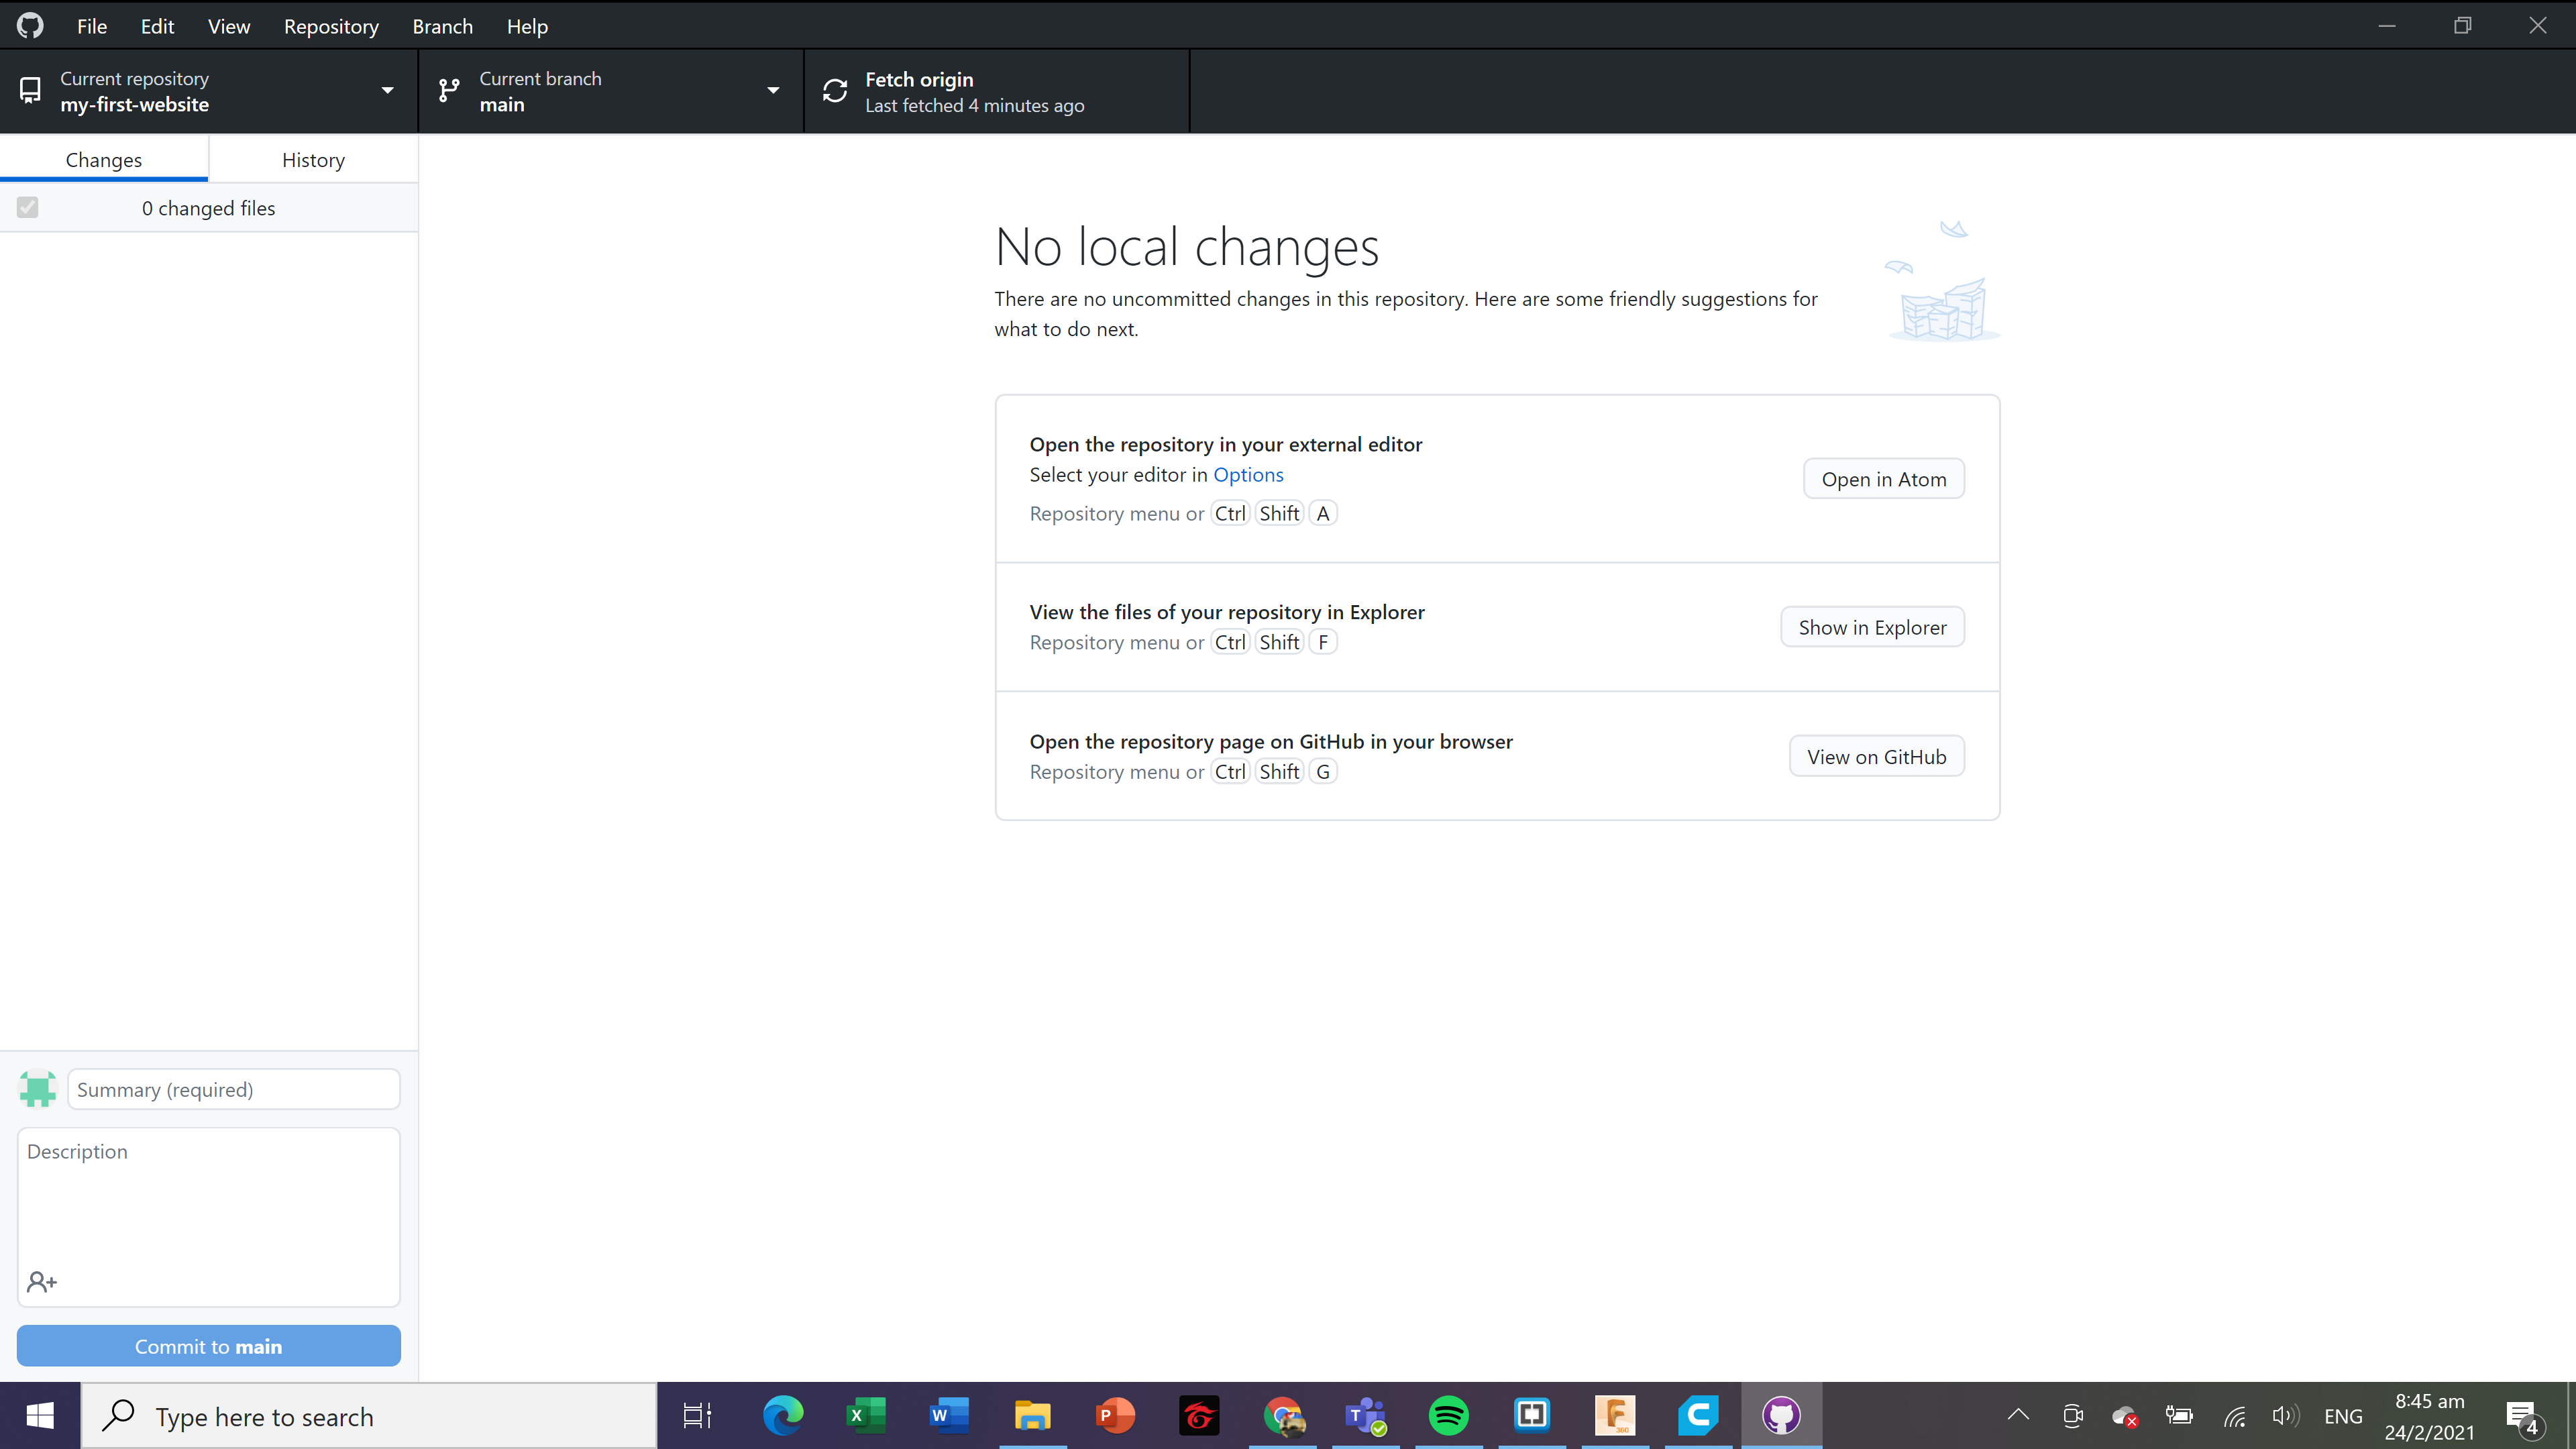 File Edit View Repository Branch Help
Current repository
my-first-website
Current branch
main
Fetch origin
Last fetched 4 minutes ago
Changes
History
0 changed files
No local changes
There are no uncommitted changes in this repository. Here are some friendly suggestions for
what to do next.
Open the repository in your external editor
Select your editor in Options
Repository menu or Ctrl Shift A
Open in Atom
View the files of your repository in Explorer
Repository menu or Ctrl Shift F
Show in Explorer
Open the repository page on GitHub in your browser
Repository menu or Ctrl Shift G
View on GitHub
Summary (required)
Description
Commit to main
Type here to search
X
W
P
T
F
360
C
ENG
8:45 am
24/2/2021
4